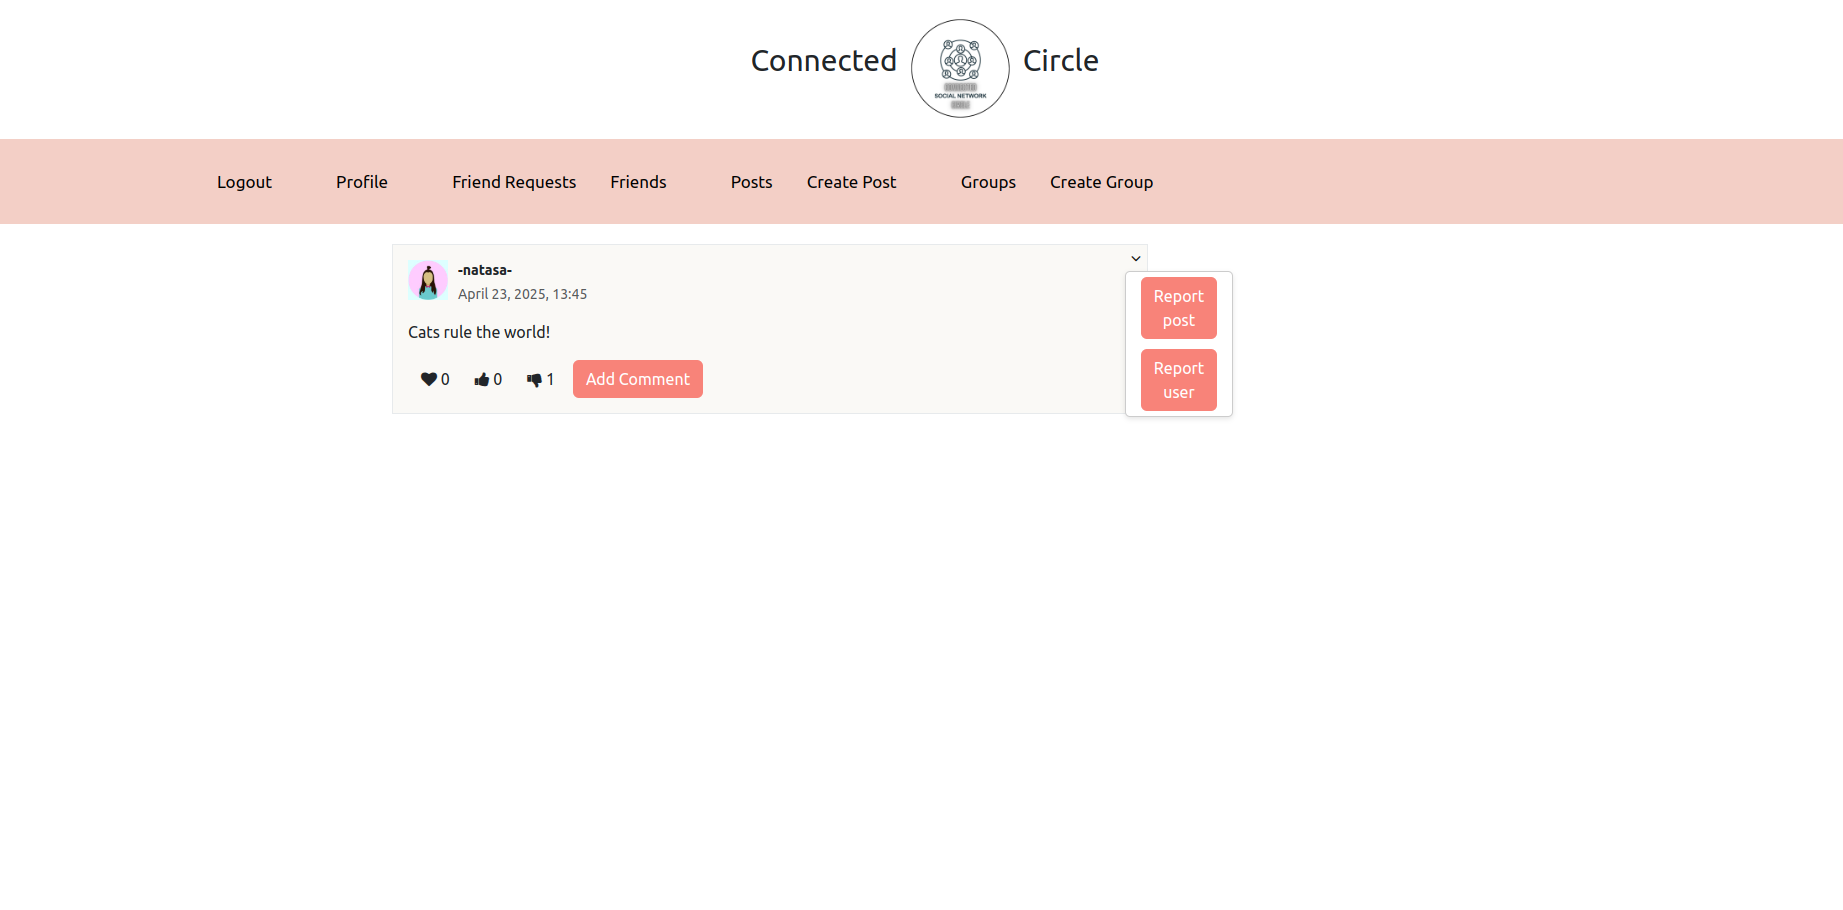 Connected Circle
SOCIAL NETWORK
Logout Profile Friend Requests Friends Posts Create Post Groups Create Group
-natasa-
April 23, 2025, 13:45
Cats rule the world!
0 0 1 Add Comment
Report
post
Report
user